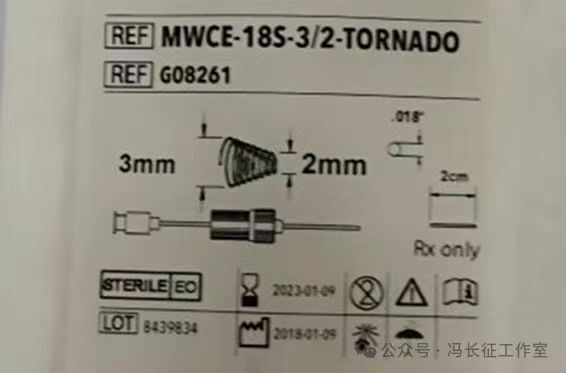 REF MWCE-18S-3/2-TORNADO
REF G08261
.018"
3mm
2mm
2cm
Rx only
STERILE EO
2023-01-09
LOT 8439834
2018-01-09
公众号 · 冯长征工作室